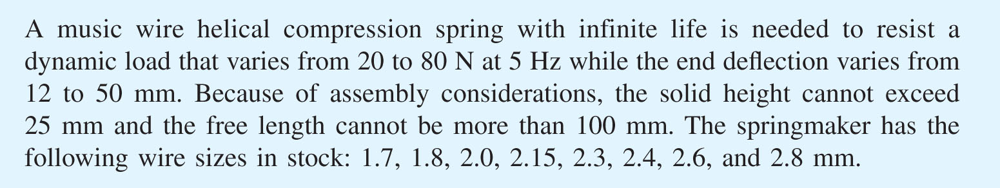 A music wire helical compression spring with infinite life is needed to resist a
dynamic load that varies from 20 to 80 N at 5 Hz while the end deflection varies from
12 to 50 mm. Because of assembly considerations, the solid height cannot exceed
25 mm and the free length cannot be more than 100 mm. The springmaker has the
following wire sizes in stock: 1.7, 1.8, 2.0, 2.15, 2.3, 2.4, 2.6, and 2.8 mm.